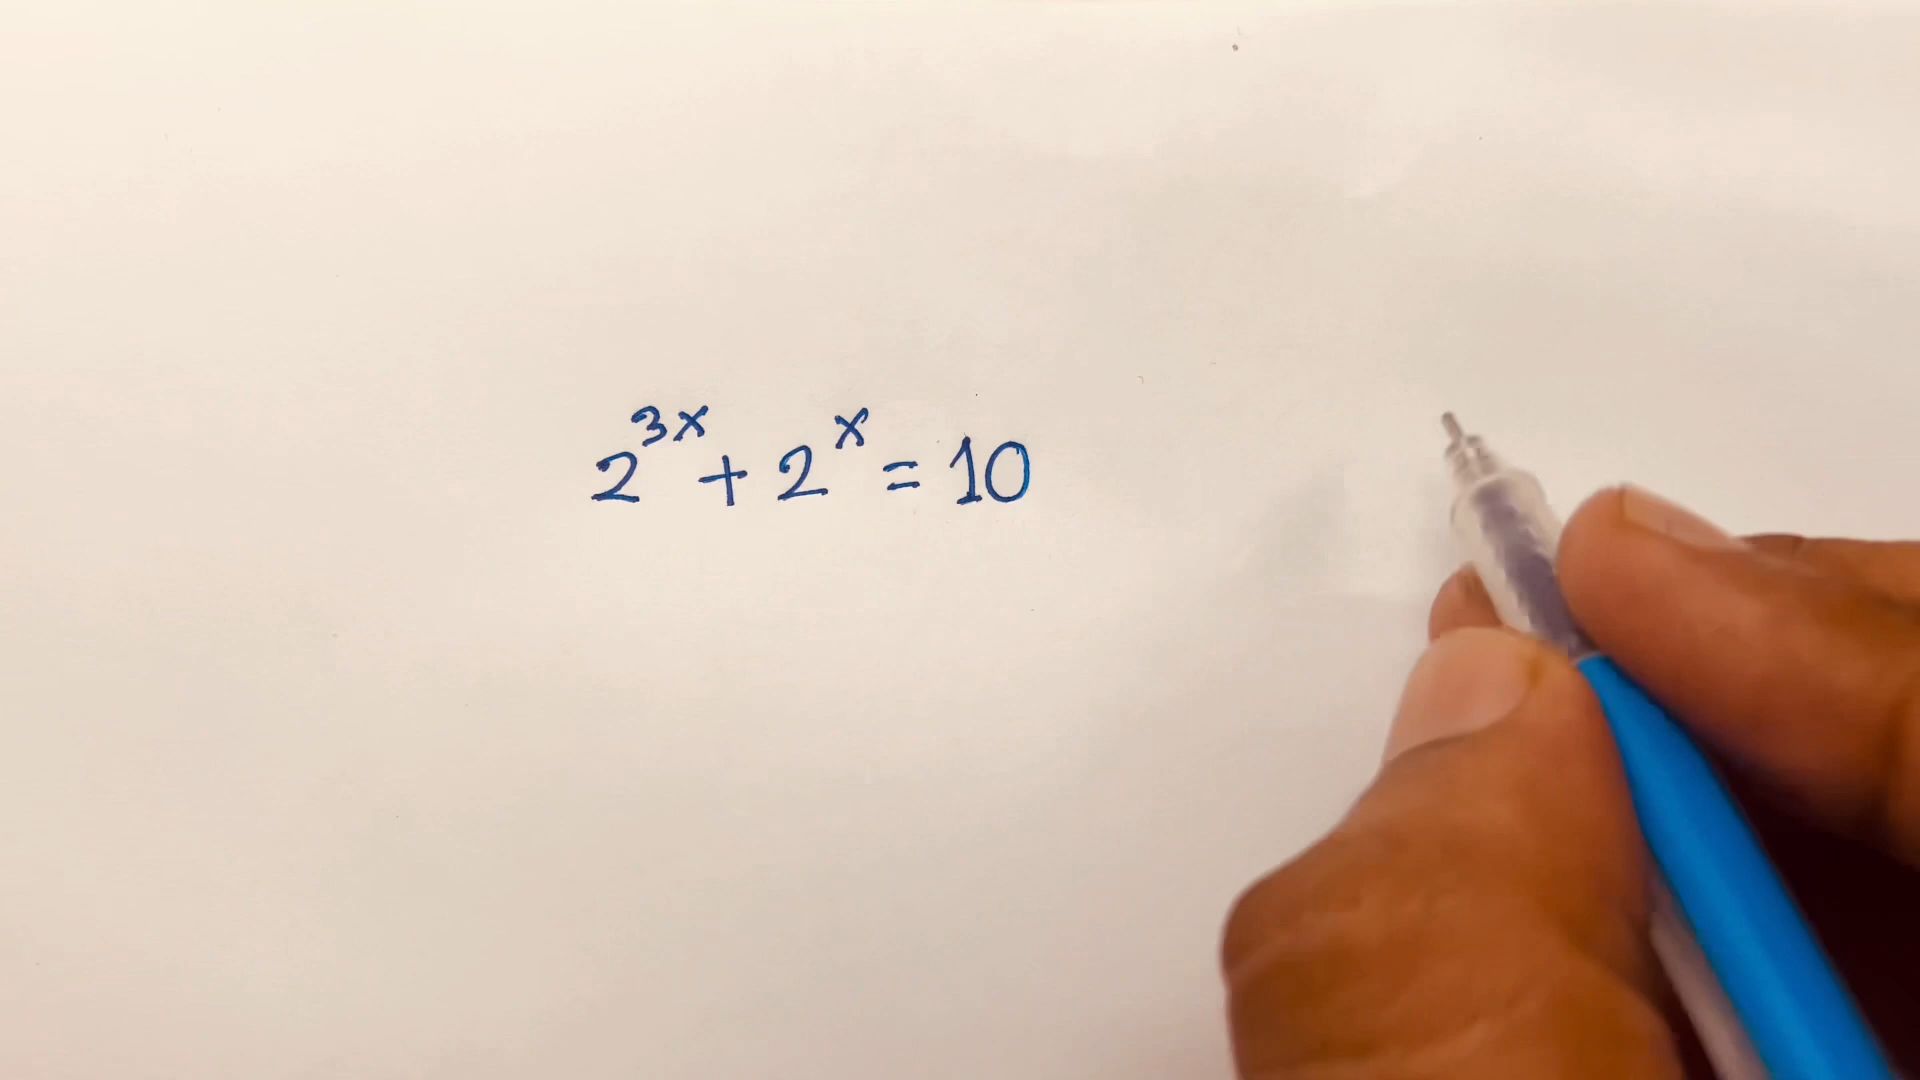 2^{3x} + 2^x = 10